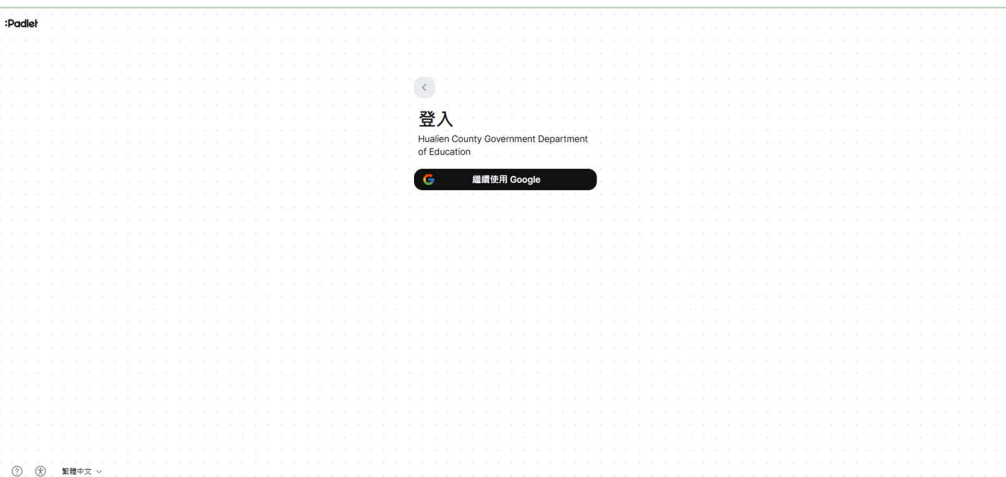 :Padlet
登入
Hualien County Government Department
of Education
繼續使用 Google
繁體中文